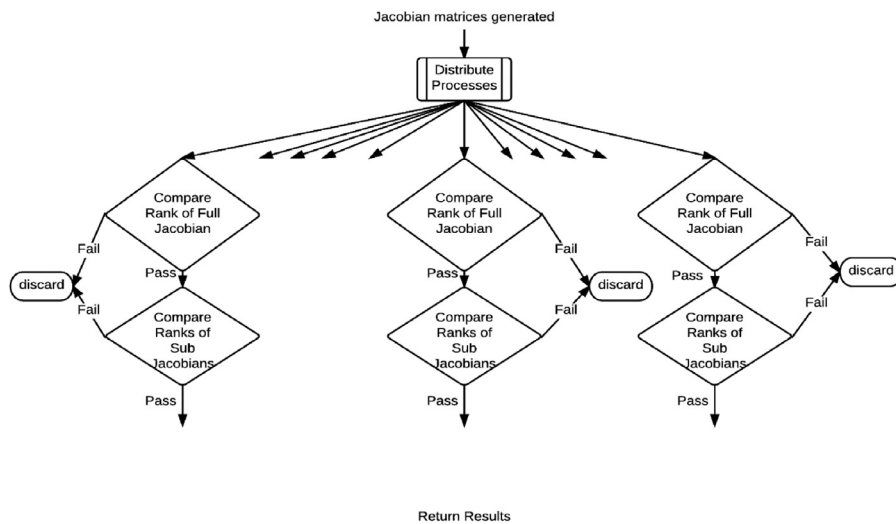 Jacobian matrices generated
Distribute
Processes
Compare
Rank of Full
Jacobian
Compare
Rank of Full
Jacobian
Compare
Rank of Full
Jacobian
Fail
Fail
Fail
Pass
Pass
Pass
discard
discard
discard
Fail
Fail
Fail
Compare
Ranks of
Sub
Jacobians
Compare
Ranks of
Sub
Jacobians
Compare
Ranks of
Sub
Jacobians
Pass
Pass
Pass
Return Results